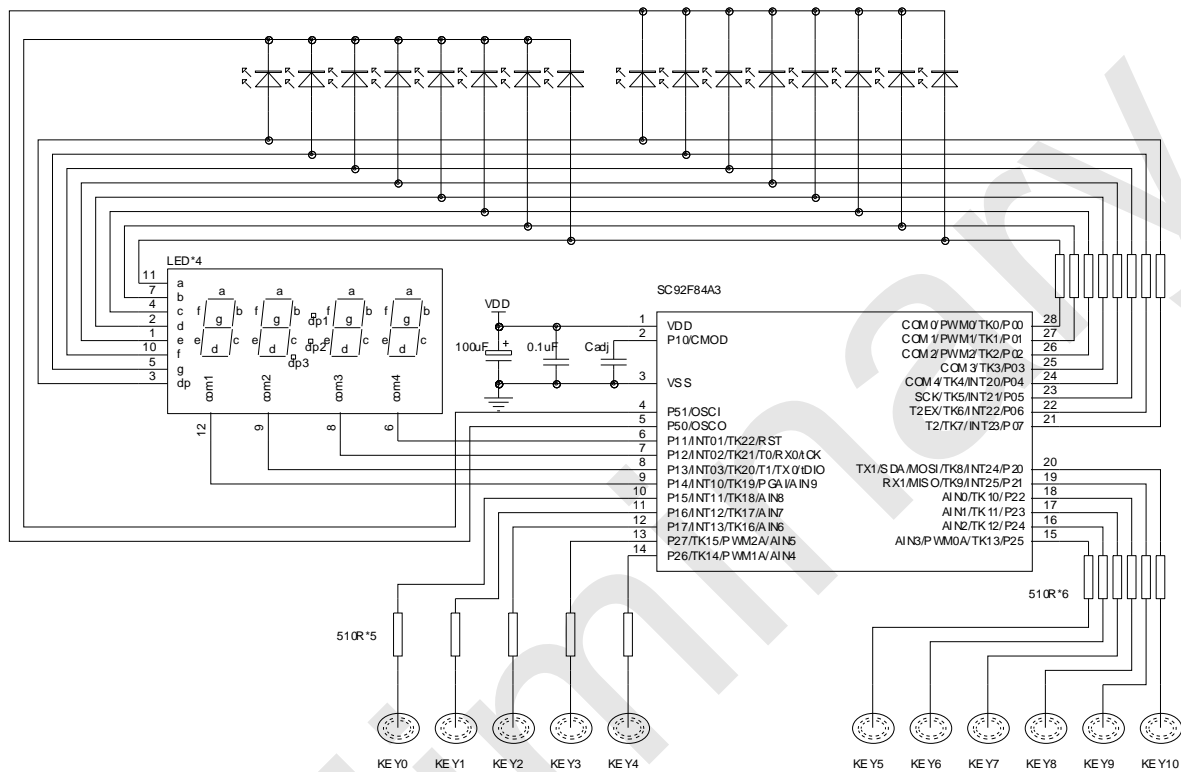 LED*4
11 a
7 b
4 c
2 d
1 e
10 f
5 g
3 dp
a a a a
f b f b f b f b
g g g g
e c e c e c e c
d d d d
dp1
dp2
dp3
com1 com2 com3 com4
12 9 8 6
VDD
100uF +
0.1uF
Cadj
SC92F84A3
1 VDD
2 P10/CMOD
3 VSS
4 P51/OSCI
5 P50/OSCO
6 P11/INT01/TK22/RST
7 P12/INT02/TK21/T0/RX0/tCK
8 P13/INT03/TK20/T1/TX0/tDIO
9 P14/INT10/TK19/PGAI/AIN9
10 P15/INT11/TK18/AIN8
11 P16/INT12/TK17/AIN7
12 P17/INT13/TK16/AIN6
13 P27/TK15/PWM2A/AIN5
14 P26/TK14/PWM1A/AIN4
COM0/PWM0/TK0/P00 28
COM1/PWM1/TK1/P01 27
COM2/PWM2/TK2/P02 26
COM3/TK3/P03 25
COM4/TK4/INT20/P04 24
SCK/TK5/INT21/P05 23
T2EX/TK6/INT22/P06 22
T2/TK7/INT23/P07 21
TX1/SDA/MOSI/TK8/INT24/P20 20
RX1/MISO/TK9/INT25/P21 19
AIN0/TK10/P22 18
AIN1/TK11/P23 17
AIN2/TK12/P24 16
AIN3/PWM0A/TK13/P25 15
510R*5
510R*6
KEY0 KEY1 KEY2 KEY3 KEY4 KEY5 KEY6 KEY7 KEY8 KEY9 KEY10